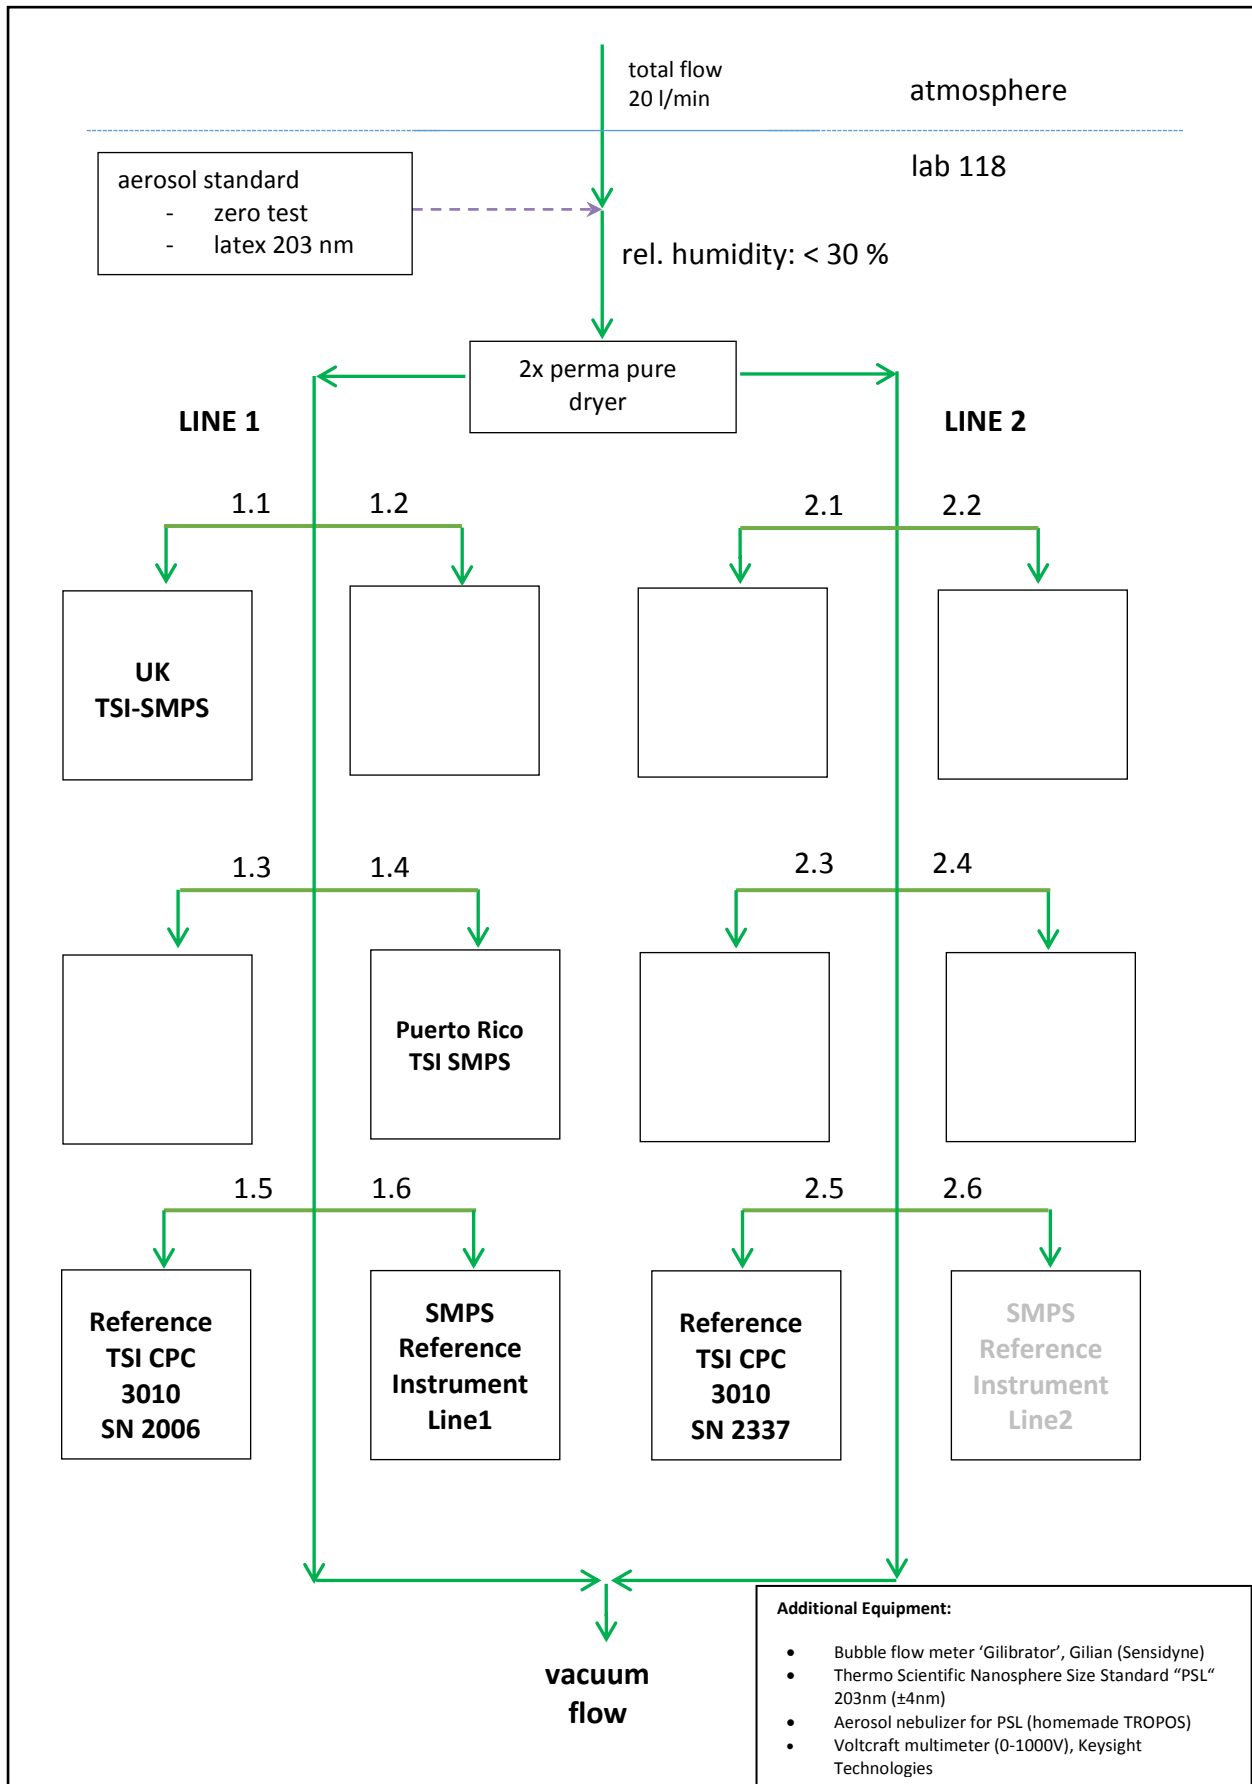 total flow
20 l/min
atmosphere
lab 118
aerosol standard
- zero test
- latex 203 nm
rel. humidity: < 30 %
2x perma pure
dryer
LINE 1
LINE 2
1.1
1.2
2.1
2.2
UK
TSI-SMPS
1.3
1.4
2.3
2.4
Puerto Rico
TSI SMPS
1.5
1.6
2.5
2.6
Reference
TSI CPC
3010
SN 2006
SMPS
Reference
Instrument
Line1
Reference
TSI CPC
3010
SN 2337
SMPS
Reference
Instrument
Line2
vacuum
flow
Additional Equipment:
• Bubble flow meter ‘Gilibrator’, Gilian (Sensidyne)
• Thermo Scientific Nanosphere Size Standard “PSL“
203nm (±4nm)
• Aerosol nebulizer for PSL (homemade TROPOS)
• Voltcraft multimeter (0-1000V), Keysight
Technologies